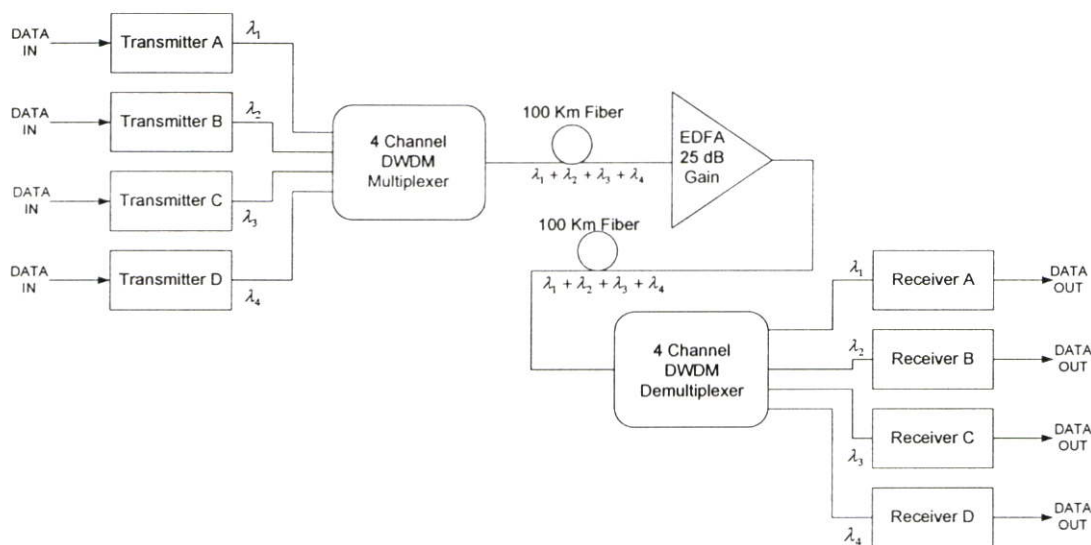 DATA
IN
Transmitter A
λ1
DATA
IN
Transmitter B
λ2
DATA
IN
Transmitter C
λ3
DATA
IN
Transmitter D
λ4
4 Channel
DWDM
Multiplexer
100 Km Fiber
λ1 + λ2 + λ3 + λ4
EDFA
25 dB
Gain
100 Km Fiber
λ1 + λ2 + λ3 + λ4
4 Channel
DWDM
Demultiplexer
λ1
Receiver A
DATA
OUT
λ2
Receiver B
DATA
OUT
λ3
Receiver C
DATA
OUT
λ4
Receiver D
DATA
OUT